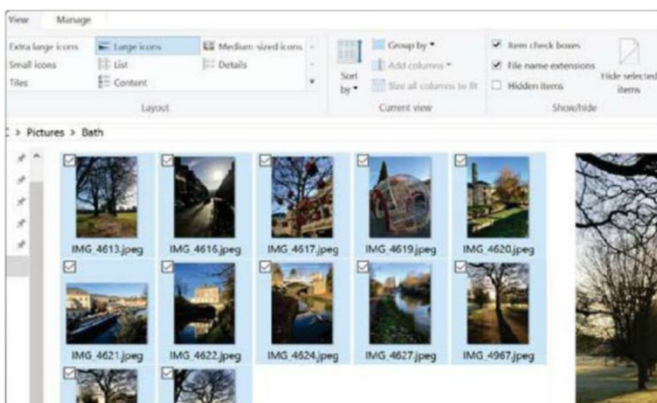 View Manage
Extra large icons Large icons Medium-sized icons
Small icons List Details
Tiles Content
Layout
Sort by
Group by
Add columns
Size all columns to fit
Current view
Item check boxes
File name extensions
Hidden items
Hide selected items
Show/hide
> Pictures > Bath
IMG_4613.jpeg IMG_4616.jpeg IMG_4617.jpeg IMG_4619.jpeg IMG_4620.jpeg
IMG_4621.jpeg IMG_4622.jpeg IMG_4624.jpeg IMG_4627.jpeg IMG_4967.jpeg